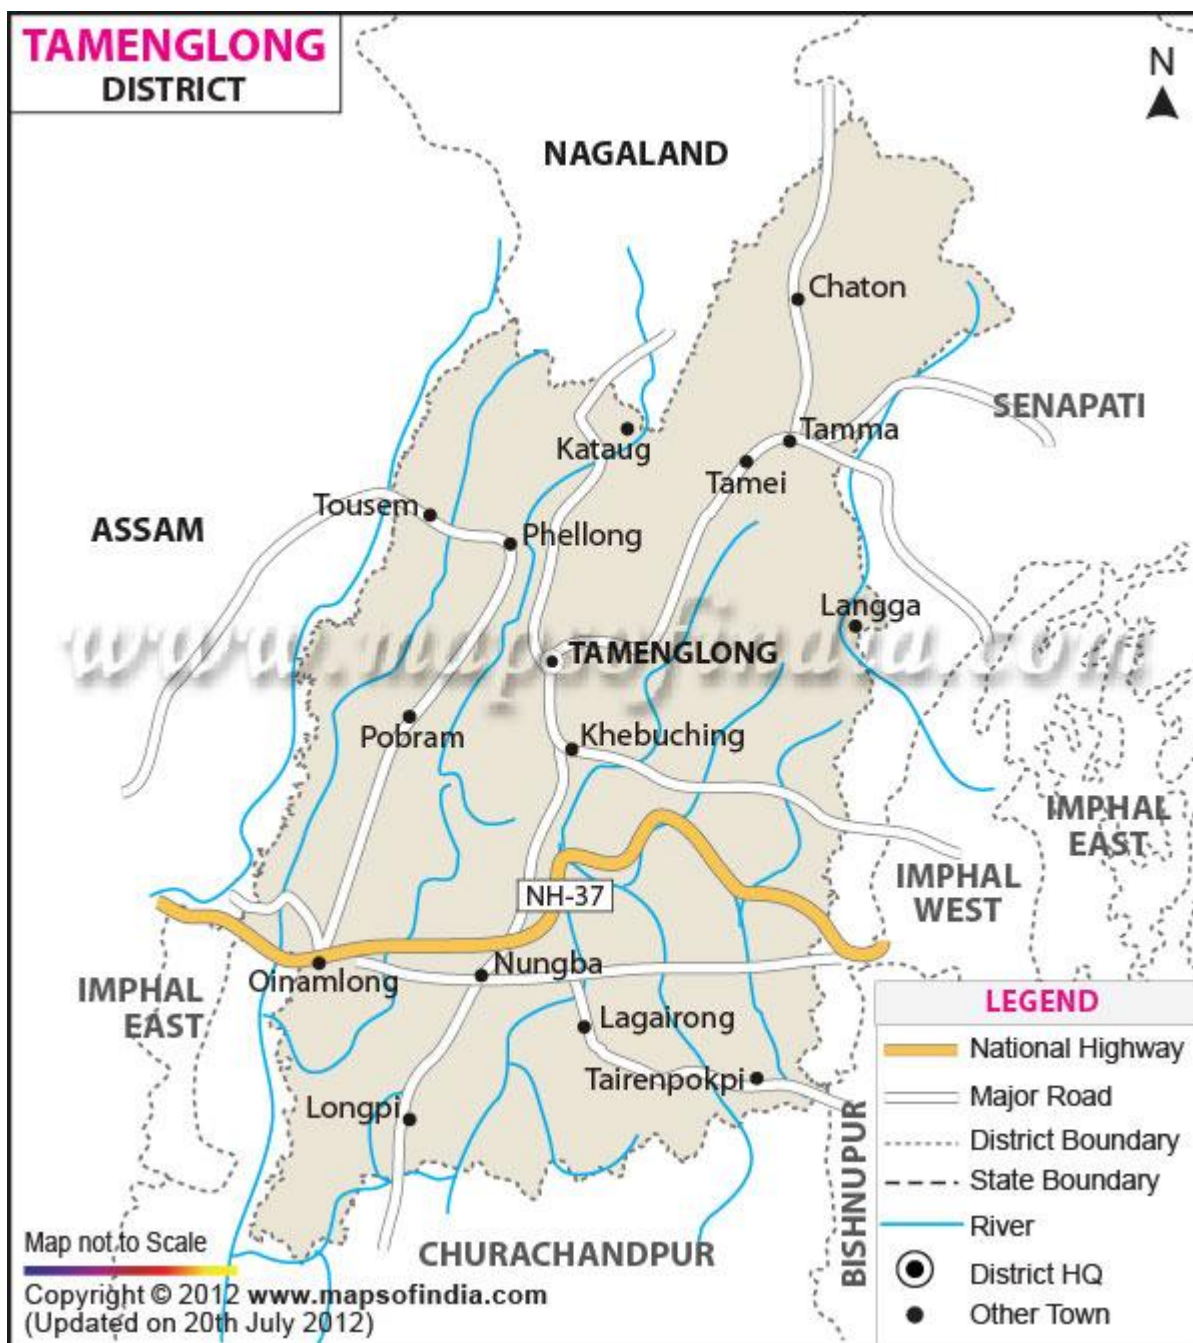 TAMENGLONG
DISTRICT
N
NAGALAND
Chaton
SENAPATI
Tamma
Kataug
Tamei
Tousem
ASSAM
Phellong
Langga
www.mapsofindia.com
TAMENGLONG
Pobram
Khebuching
IMPHAL
EAST
IMPHAL
WEST
NH-37
Oinamlong
Nungba
IMPHAL
EAST
Lagairong
Tairenpokpi
Longpi
BISHNUPUR
CHURACHANDPUR
LEGEND
National Highway
Major Road
District Boundary
State Boundary
River
District HQ
Other Town
Map not to Scale
Copyright © 2012 www.mapsofindia.com
(Updated on 20th July 2012)